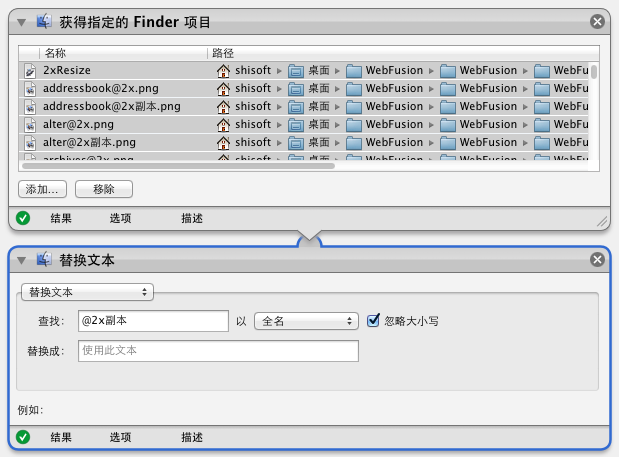 获得指定的 Finder 项目
名称 路径
2xResize shisoft 桌面 WebFusion WebFusion WebFu
addressbook@2x.png shisoft 桌面 WebFusion WebFusion WebFu
addressbook@2x副本.png shisoft 桌面 WebFusion WebFusion WebFu
alter@2x.png shisoft 桌面 WebFusion WebFusion WebFu
alter@2x副本.png shisoft 桌面 WebFusion WebFusion WebFu
archives@2x.png shisoft 桌面 WebFusion WebFusion WebFu
添加... 移除
结果 选项 描述
替换文本
替换文本
查找: @2x副本 以 全名 忽略大小写
替换成: 使用此文本
例如:
结果 选项 描述